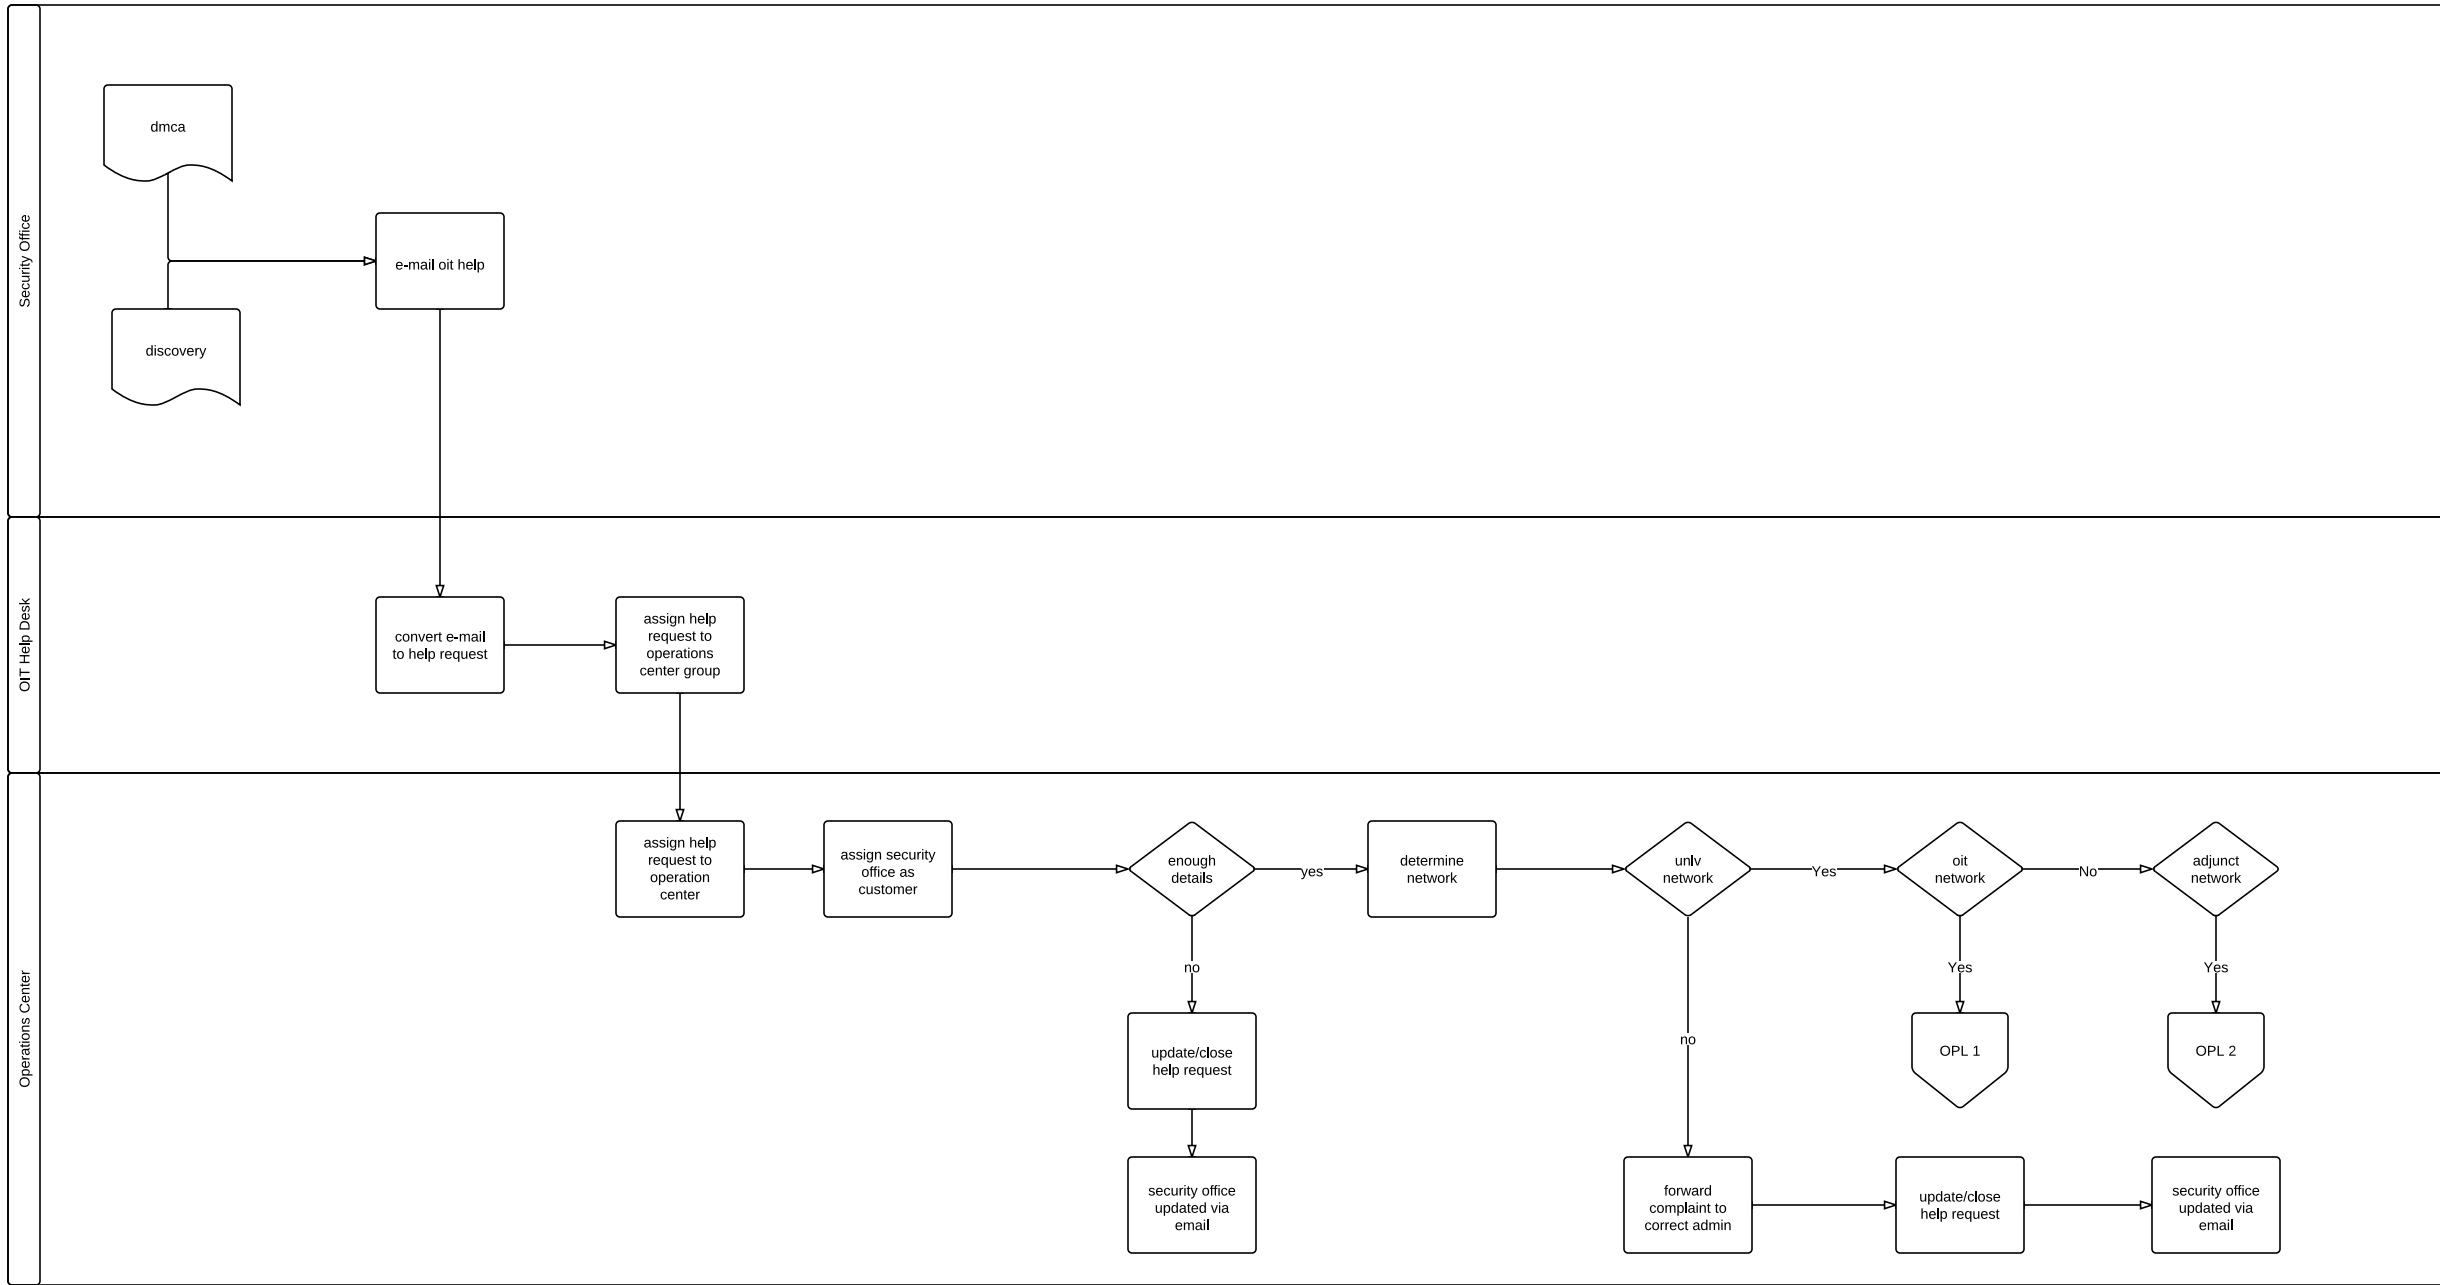 Security Office
dmca
e-mail oit help
discovery
OIT Help Desk
convert e-mail
to help request
assign help
request to
operations
center group
Operations Center
assign help
request to
operation
center
assign security
office as
customer
enough
details
yes
determine
network
unlv
network
Yes
oit
network
No
adjunct
network
no
Yes
Yes
no
update/close
help request
OPL 1
OPL 2
security office
updated via
email
forward
complaint to
correct admin
update/close
help request
security office
updated via
email